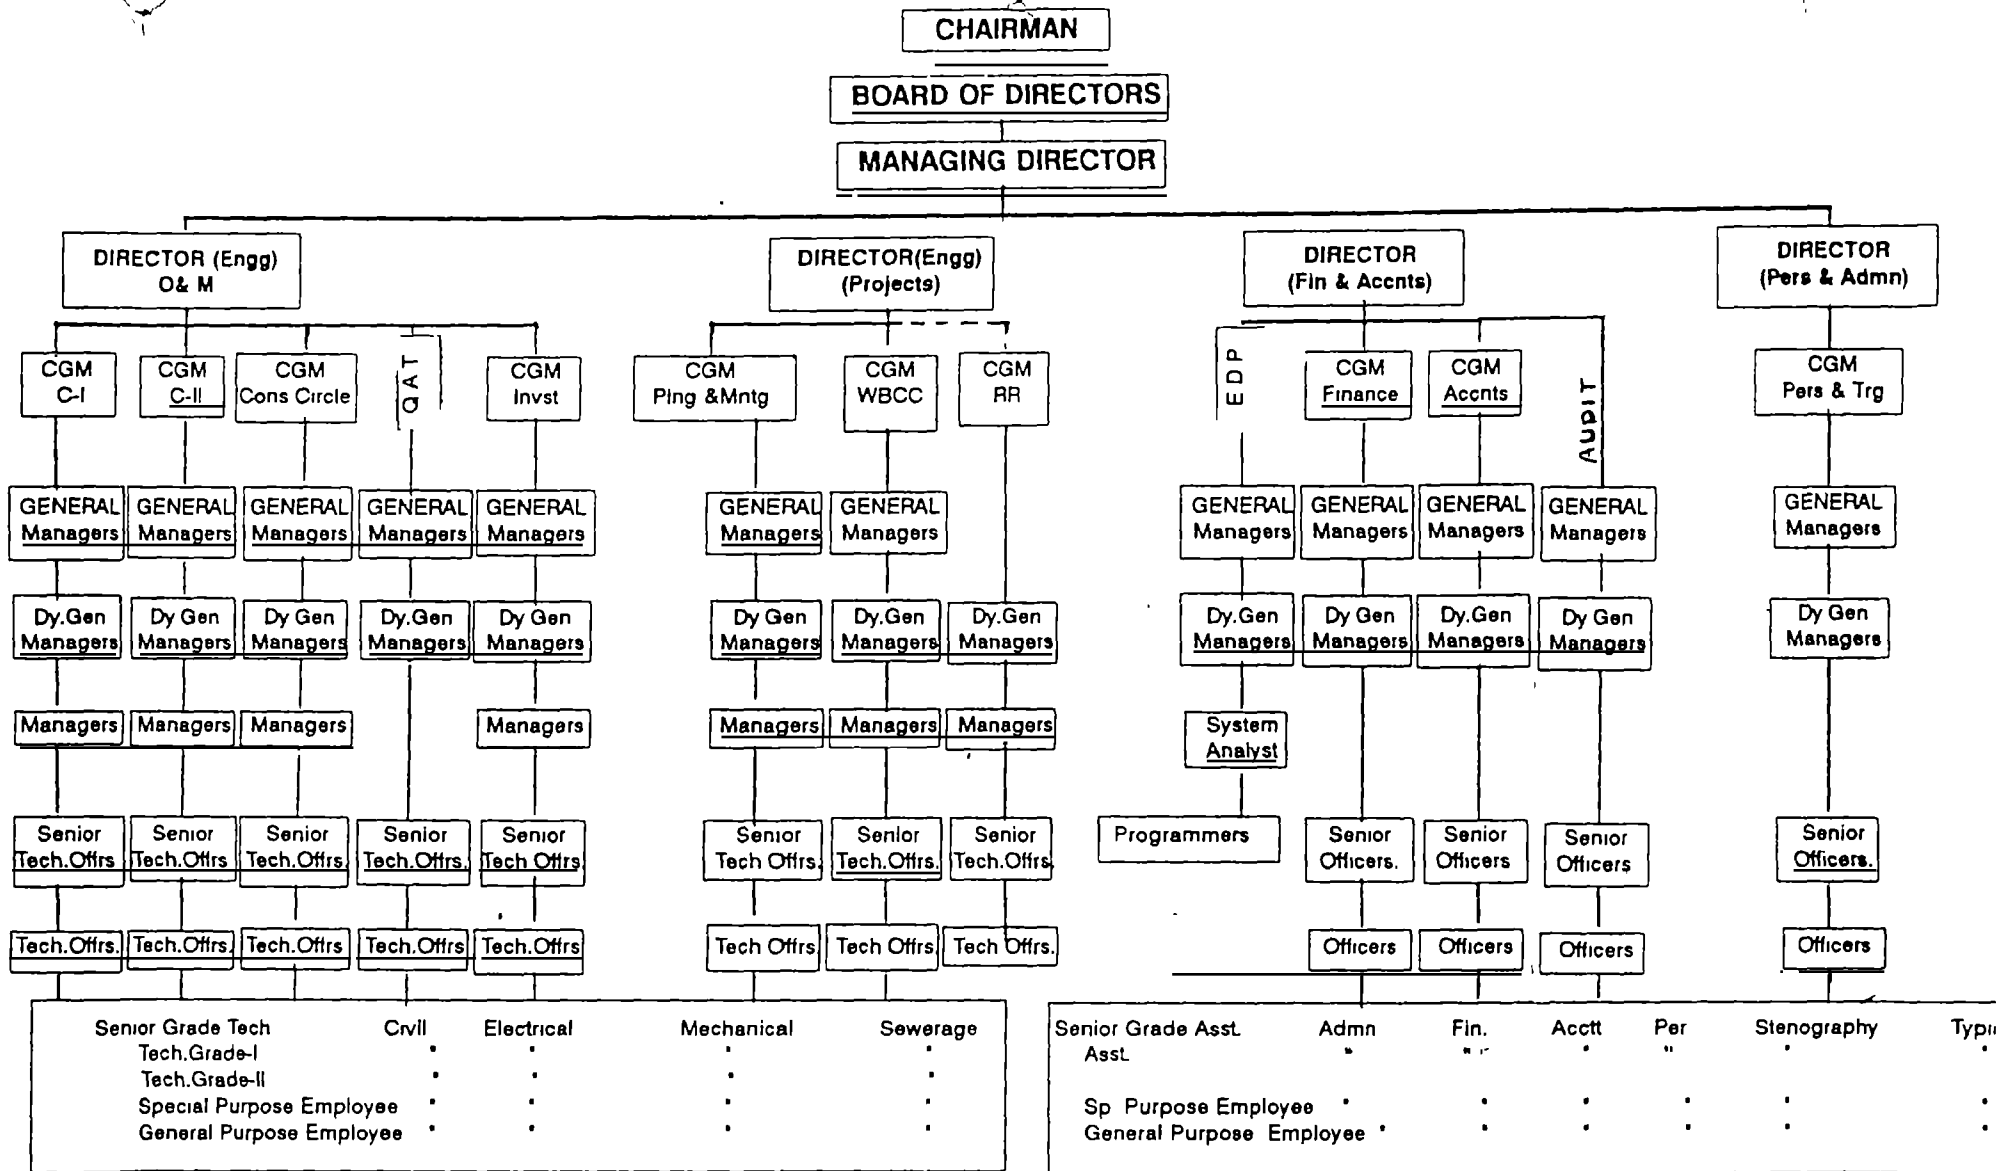 CHAIRMAN
BOARD OF DIRECTORS
MANAGING DIRECTOR
DIRECTOR (Engg)
O& M
DIRECTOR(Engg)
(Projects)
DIRECTOR
(Fin & Accnts)
DIRECTOR
(Pers & Admn)
CGM
C-I
CGM
C-II
CGM
Cons Circle
QAT
CGM
Invst
CGM
Plng &Mntg
CGM
WBCC
CGM
RR
EDP
CGM
Finance
CGM
Accnts
AUDIT
CGM
Pers & Trg
GENERAL
Managers
GENERAL
Managers
GENERAL
Managers
GENERAL
Managers
GENERAL
Managers
GENERAL
Managers
GENERAL
Managers
GENERAL
Managers
GENERAL
Managers
GENERAL
Managers
GENERAL
Managers
GENERAL
Managers
Dy.Gen
Managers
Dy Gen
Managers
Dy Gen
Managers
Dy.Gen
Managers
Dy Gen
Managers
Dy Gen
Managers
Dy.Gen
Managers
Dy.Gen
Managers
Dy.Gen
Managers
Dy Gen
Managers
Dy.Gen
Managers
Dy Gen
Managers
Dy Gen
Managers
Managers
Managers
Managers
Managers
Managers
Managers
Managers
System
Analyst
Senior
Tech.Offrs
Senior
Tech.Offrs
Senior
Tech.Offrs
Senior
Tech.Offrs.
Senior
Tech Offrs
Senior
Tech Offrs.
Senior
Tech.Offrs.
Senior
Tech.Offrs.
Programmers
Senior
Officers.
Senior
Officers
Senior
Officers
Senior
Officers.
Tech.Offrs.
Tech.Offrs.
Tech.Offrs
Tech.Offrs
Tech.Offrs
Tech Offrs
Tech Offrs.
Tech Offrs.
Officers
Officers
Officers
Officers
Senior Grade Tech Civil Electrical Mechanical Sewerage
Tech.Grade-I " " " "
Tech.Grade-II " " " "
Special Purpose Employee " " " "
General Purpose Employee " " " "
Senior Grade Asst. Admn Fin. Acctt Per Stenography
Asst. " " " " " "
Sp Purpose Employee " " " " " "
General Purpose Employee " " " " " "